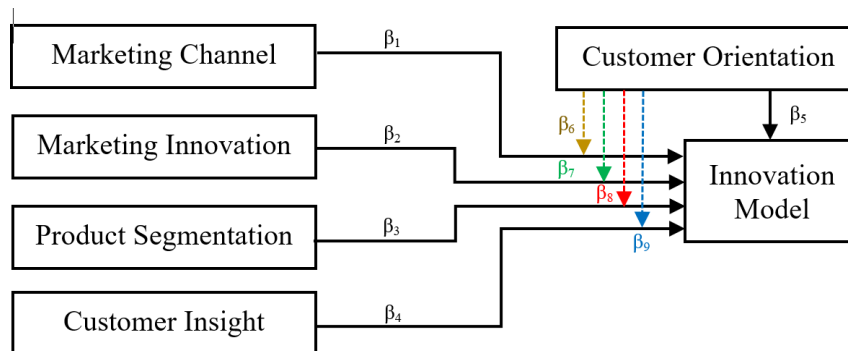 Marketing Channel
β1
Customer Orientation
β5
β6
Marketing Innovation
β2
β7
Innovation
Model
β8
Product Segmentation
β3
β9
Customer Insight
β4